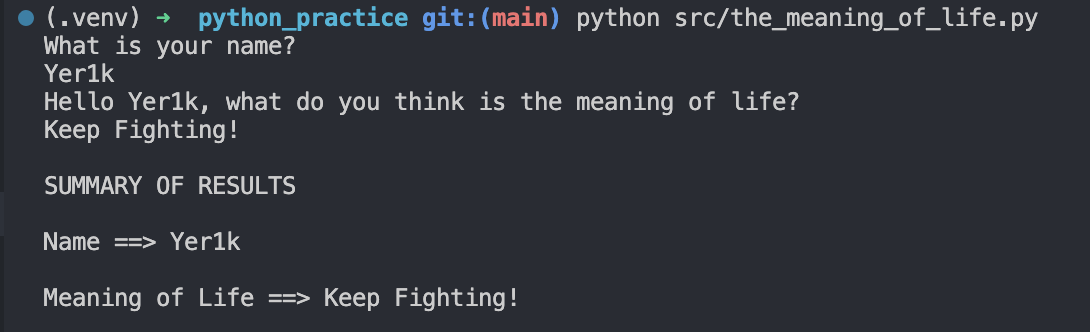 (.venv) ➜ python_practice git:(main) python src/the_meaning_of_life.py
What is your name?
Yer1k
Hello Yer1k, what do you think is the meaning of life?
Keep Fighting!
SUMMARY OF RESULTS
Name ==> Yer1k
Meaning of Life ==> Keep Fighting!